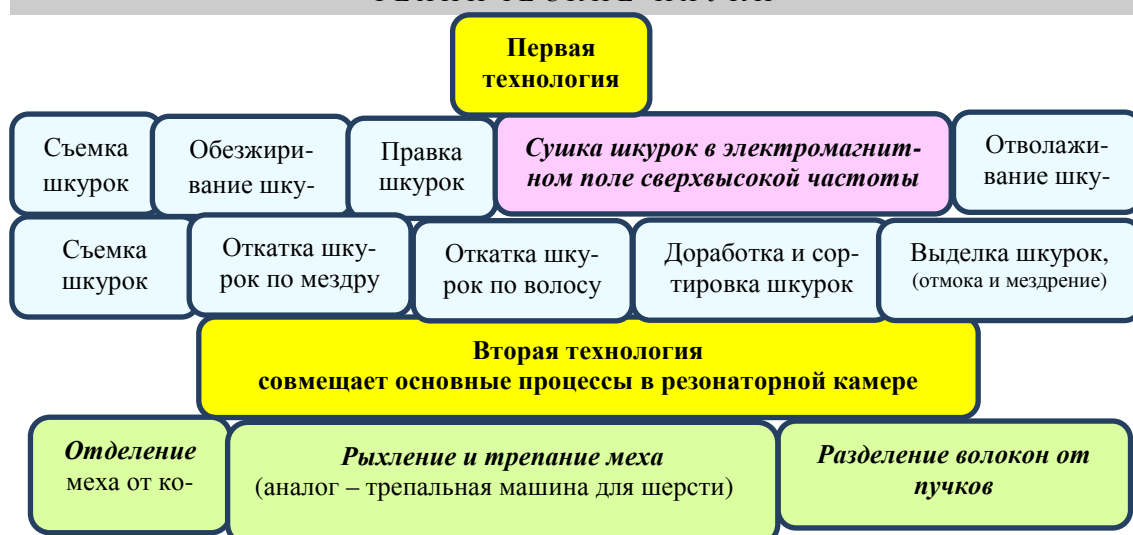 Первая
технология
Съемка
шкурок
Обезжири-
вание шку-
Правка
шкурок
Сушка шкурок в электромагнит-
ном поле сверхвысокой частоты
Отволажи-
вание шку-
Съемка
шкурок
Откатка шку-
рок по мездру
Откатка шку-
рок по волосу
Доработка и сор-
тировка шкурок
Выделка шкурок,
(отмока и мездрение)
Вторая технология
совмещает основные процессы в резонаторной камере
Отделение
меха от ко-
Рыхление и трепание меха
(аналог – трепальная машина для шерсти)
Разделение волокон от
пучков